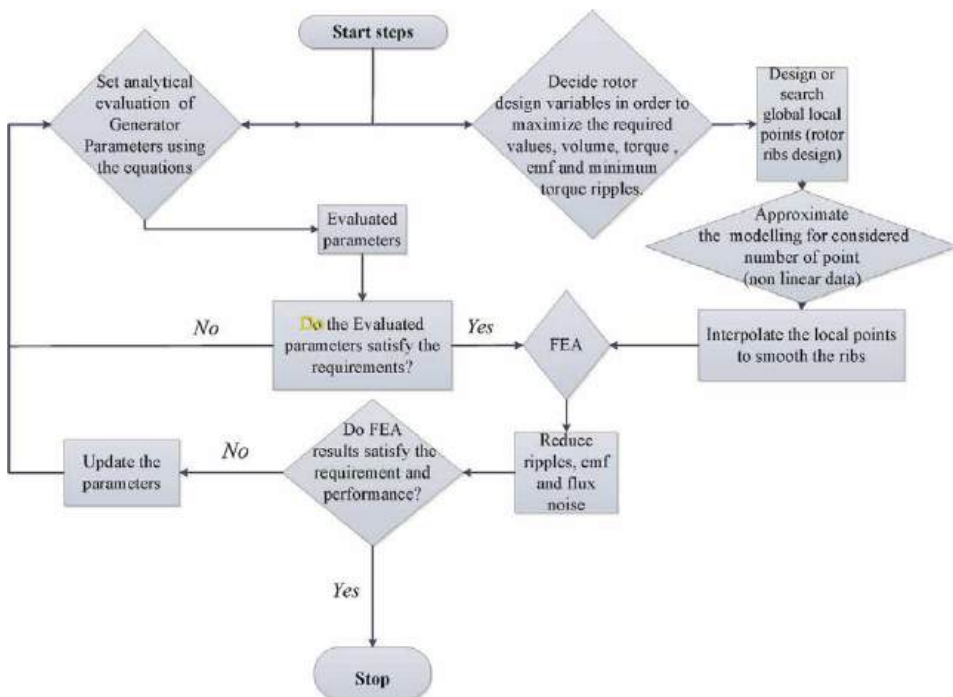 Start steps
Set analytical
evaluation of
Generator
Parameters using
the equations
Decide rotor
design variables in order to
maximize the required
values, volume, torque ,
emf and minimum
torque ripples.
Design or
search
global local
points (rotor
ribs design)
Evaluated
parameters
Approximate
the modelling for considered
number of point
(non linear data)
No
Do the Evaluated
parameters satisfy the
requirements?
Yes
FEA
Interpolate the local points
to smooth the ribs
Update the
parameters
No
Do FEA
results satisfy the
requirement and
performance?
Reduce
ripples, emf
and flux
noise
Yes
Stop